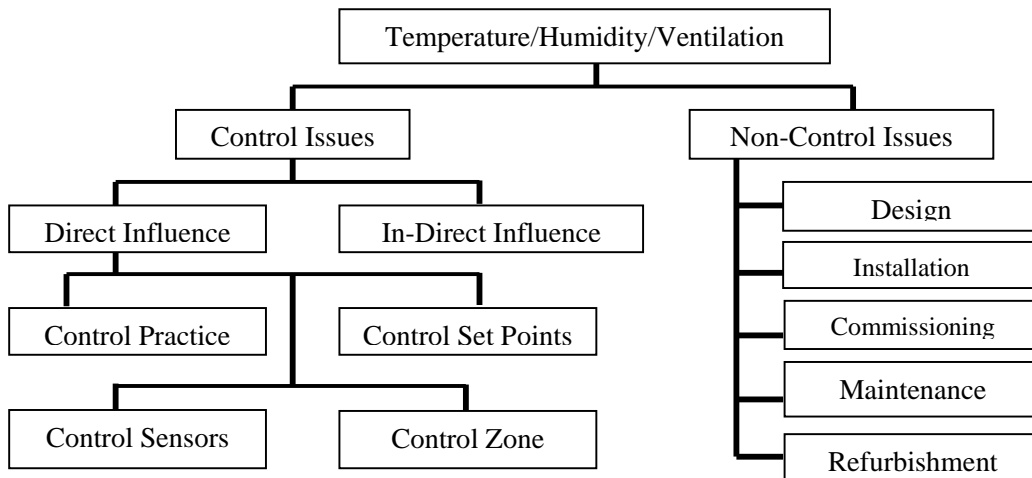 Temperature/Humidity/Ventilation
Control Issues
Non-Control Issues
Direct Influence
In-Direct Influence
Control Practice
Control Set Points
Control Sensors
Control Zone
Design
Installation
Commissioning
Maintenance
Refurbishment